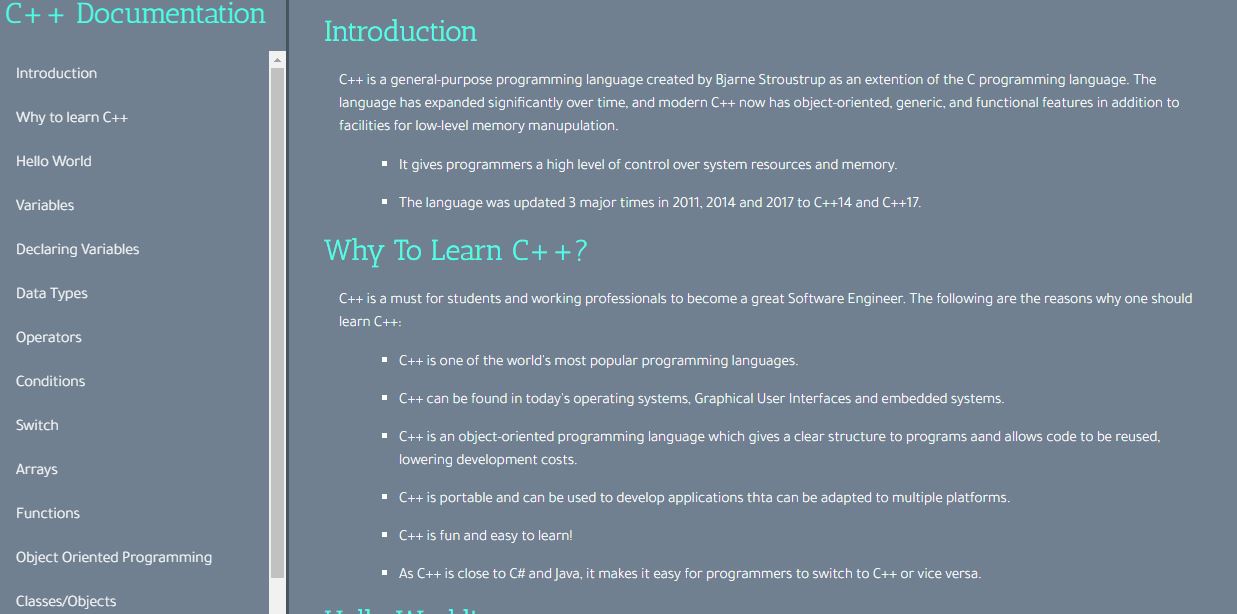 C++ Documentation
Introduction
Why to learn C++
Hello World
Variables
Declaring Variables
Data Types
Operators
Conditions
Switch
Arrays
Functions
Object Oriented Programming
Classes/Objects
Introduction
C++ is a general-purpose programming language created by Bjarne Stroustrup as an extention of the C programming language. The
language has expanded significantly over time, and modern C++ now has object-oriented, generic, and functional features in addition to
facilities for low-level memory manupulation.
It gives programmers a high level of control over system resources and memory.
The language was updated 3 major times in 2011, 2014 and 2017 to C++14 and C++17.
Why To Learn C++?
C++ is a must for students and working professionals to become a great Software Engineer. The following are the reasons why one should
learn C++:
C++ is one of the world's most popular programming languages.
C++ can be found in today's operating systems, Graphical User Interfaces and embedded systems.
C++ is an object-oriented programming language which gives a clear structure to programs aand allows code to be reused,
lowering development costs.
C++ is portable and can be used to develop applications thta can be adapted to multiple platforms.
C++ is fun and easy to learn!
As C++ is close to C# and Java, it makes it easy for programmers to switch to C++ or vice versa.